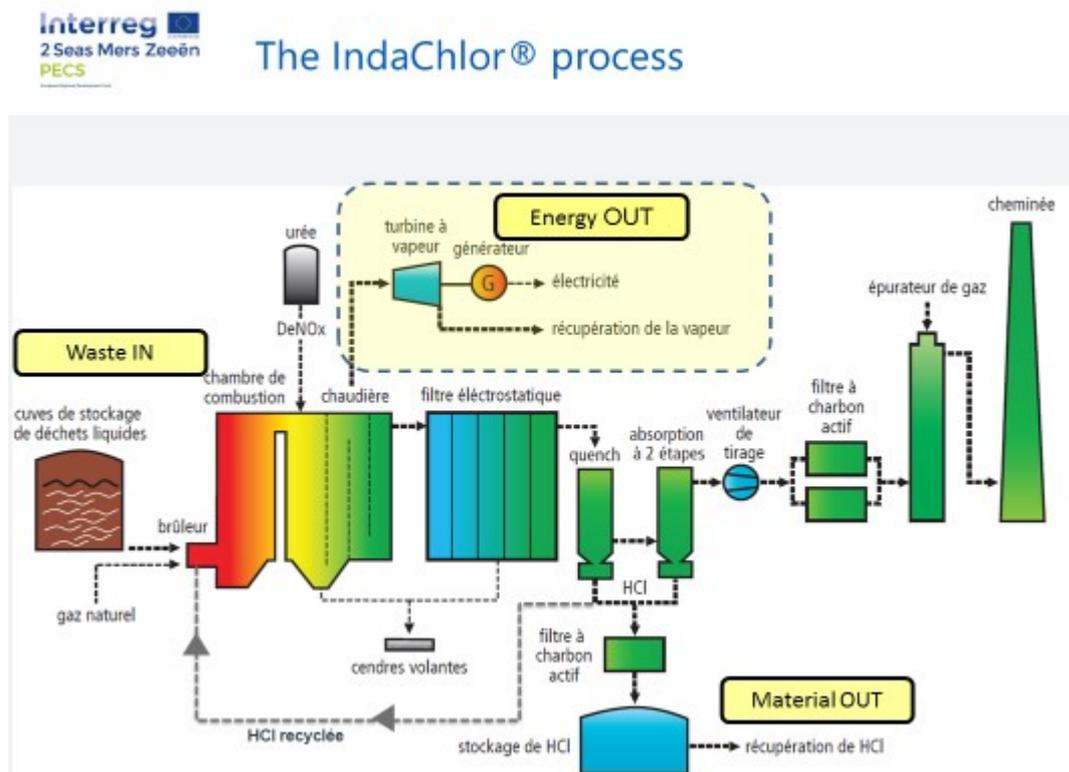 Interreg
2 Seas Mers Zeeën
PECS
The IndaChlor® process
Energy OUT
cheminée
urée
turbine à
vapeur
générateur
G
électricité
épurateur de gaz
DeNOx
récupération de la vapeur
Waste IN
chambre de
combustion
chaudière
filtre éléctrostatique
filtre à
charbon
actif
cuves de stockage
de déchets liquides
ventilateur
de
tirage
absorption
à 2 étapes
quench
brûleur
HCl
gaz naturel
filtre à
charbon
actif
cendres volantes
Material OUT
HCl recyclée
stockage de HCl
récupération de HCl